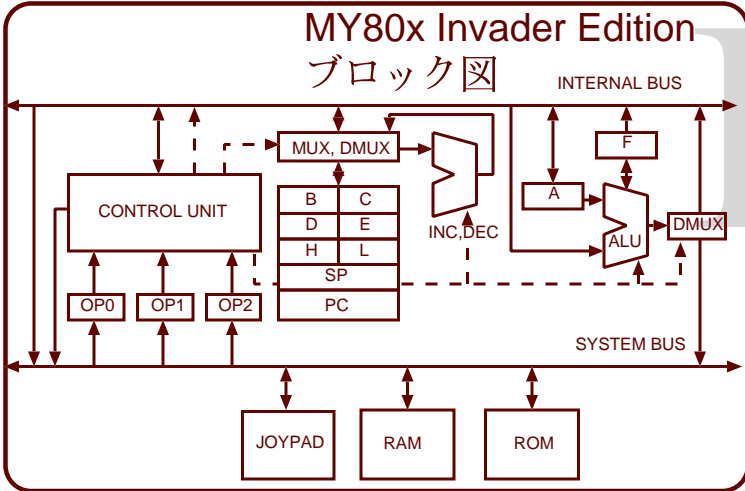 MY80x Invader Edition
ブロック図
INTERNAL BUS
MUX, DMUX
F
CONTROL UNIT
B C
A
D E
INC,DEC
DMUX
H L
ALU
SP
OP0 OP1 OP2
PC
SYSTEM BUS
JOYPAD RAM ROM